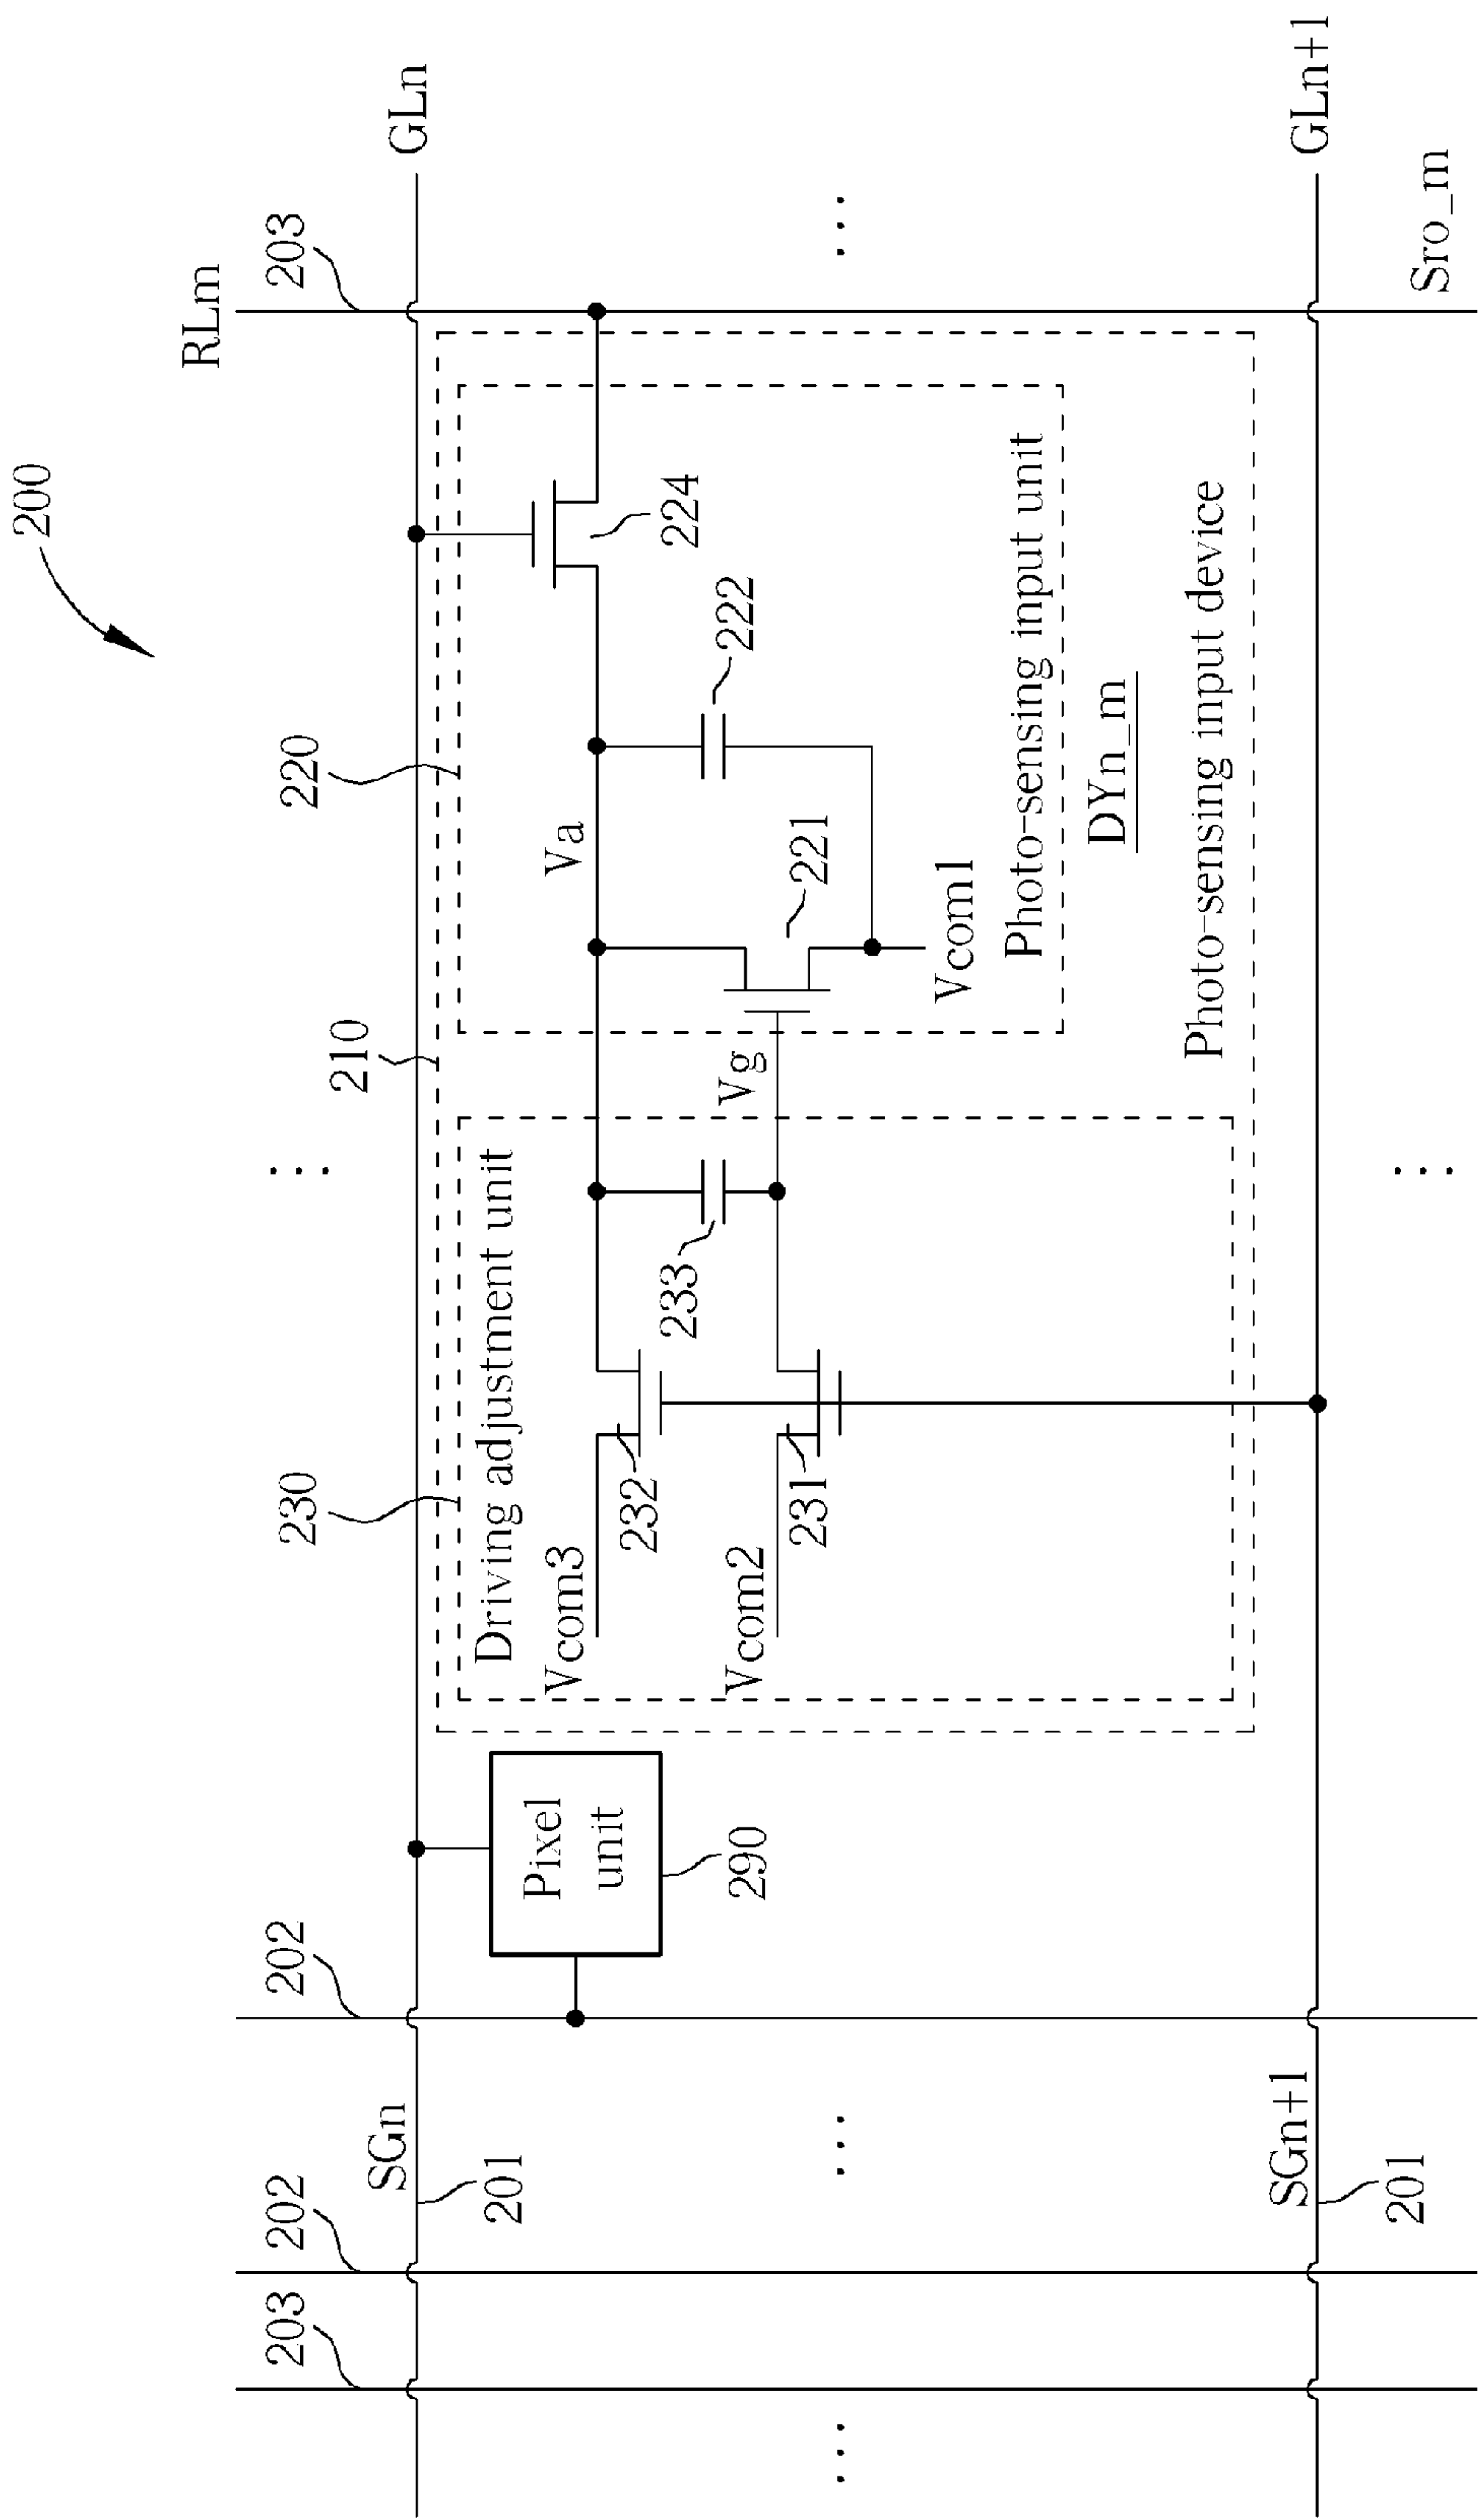 200
RLm
203
203
202
202
220
210
230
GLn
SGn
201
Driving adjustment unit
Pixel
unit
290
Vcom3
232
233
Va
222
224
Vcom2
231
Vg
221
Vcom1
Photo-sensing input unit
DYn_m
Photo-sensing input device
GLn+1
SGn+1
201
Sro_m